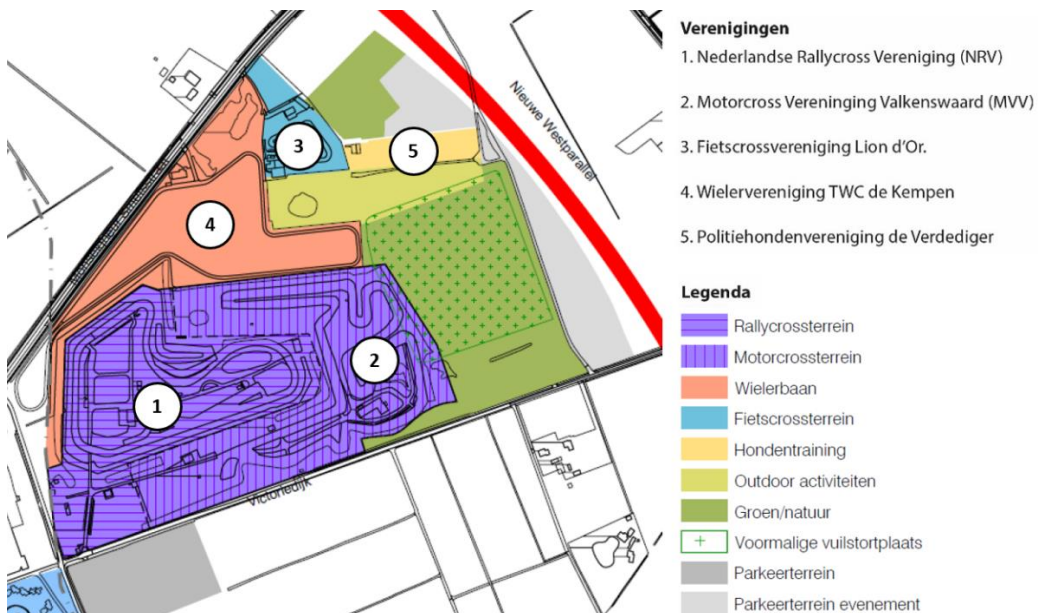 Verenigingen
1. Nederlandse Rallycross Vereniging (NRV)
2. Motorcross Vereninging Valkenswaard (MVV)
3. Fietscrossvereniging Lion d'Or.
4. Wielervereniging TWC de Kempen
5. Politiehondenvereniging de Verdediger
Legenda
Rallycrossterrein
Motorcrossterrein
Wielerbaan
Fietscrossterrein
Hondentraining
Outdoor activiteiten
Groen/natuur
Voormalige vuilstortplaats
Parkeerterrein
Parkeerterrein evenement
Nieuwe Westparallel
3
5
4
2
1
Victoriedijk